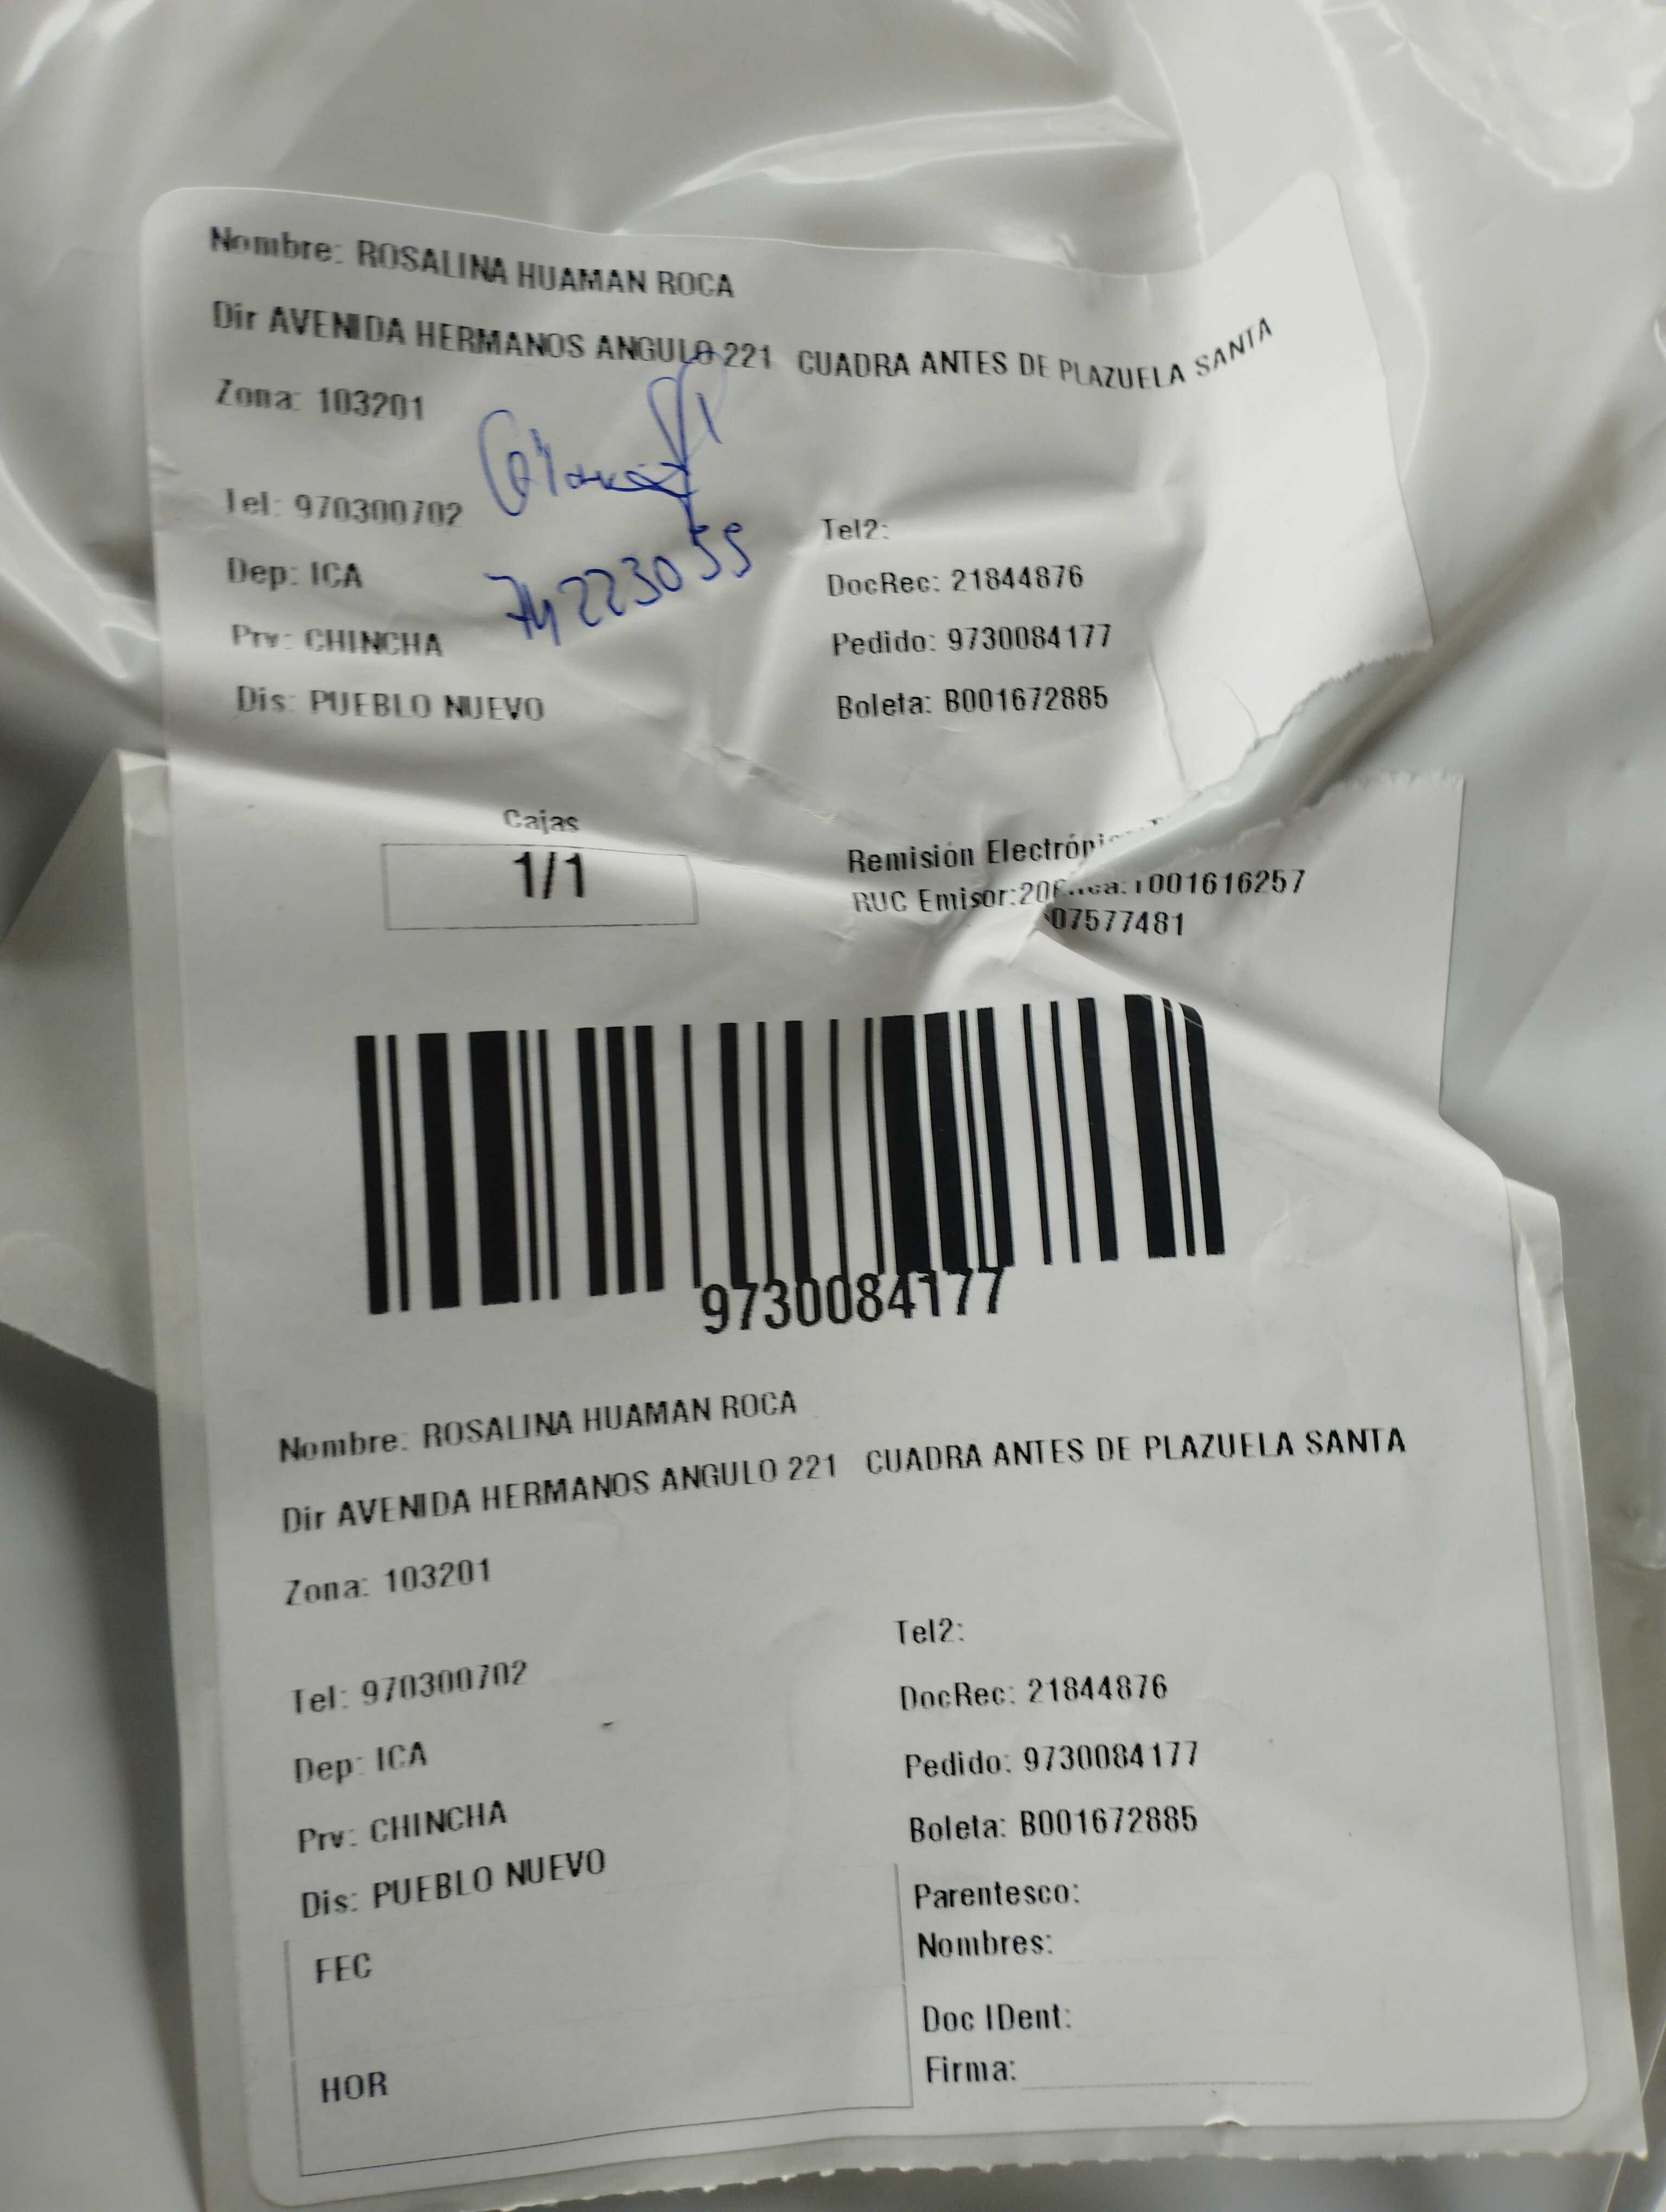 Nombre: ROSALINA HUAMAN ROCA
Dir AVENIDA HERMANOS ANGULO 221 CUADRA ANTES DE PLAZUELA SANTA
Zona: 103201
Tel: 970300702
Tel2:
Dep: ICA
74223055
DocRec: 21844876
Prv: CHINCHA
Pedido: 9730084177
Dis: PUEBLO NUEVO
Boleta: B001672885
Cajas
1/1
Remisión
001616257
RUC Emisor:20
07577481
9730084177
Nombre: ROSALINA HUAMAN ROCA
Dir AVENIDA HERMANOS ANGULO 221 CUADRA ANTES DE PLAZUELA SANTA
Zona: 103201
Tel2:
Tel: 970300702
DocRec: 21844876
Dep: ICA
Pedido: 9730084177
Prv: CHINCHA
Boleta: B001672885
Dis: PUEBLO NUEVO
Parentesco:
Nombres:
FEC
Doc IDent:
Firma:
HOR